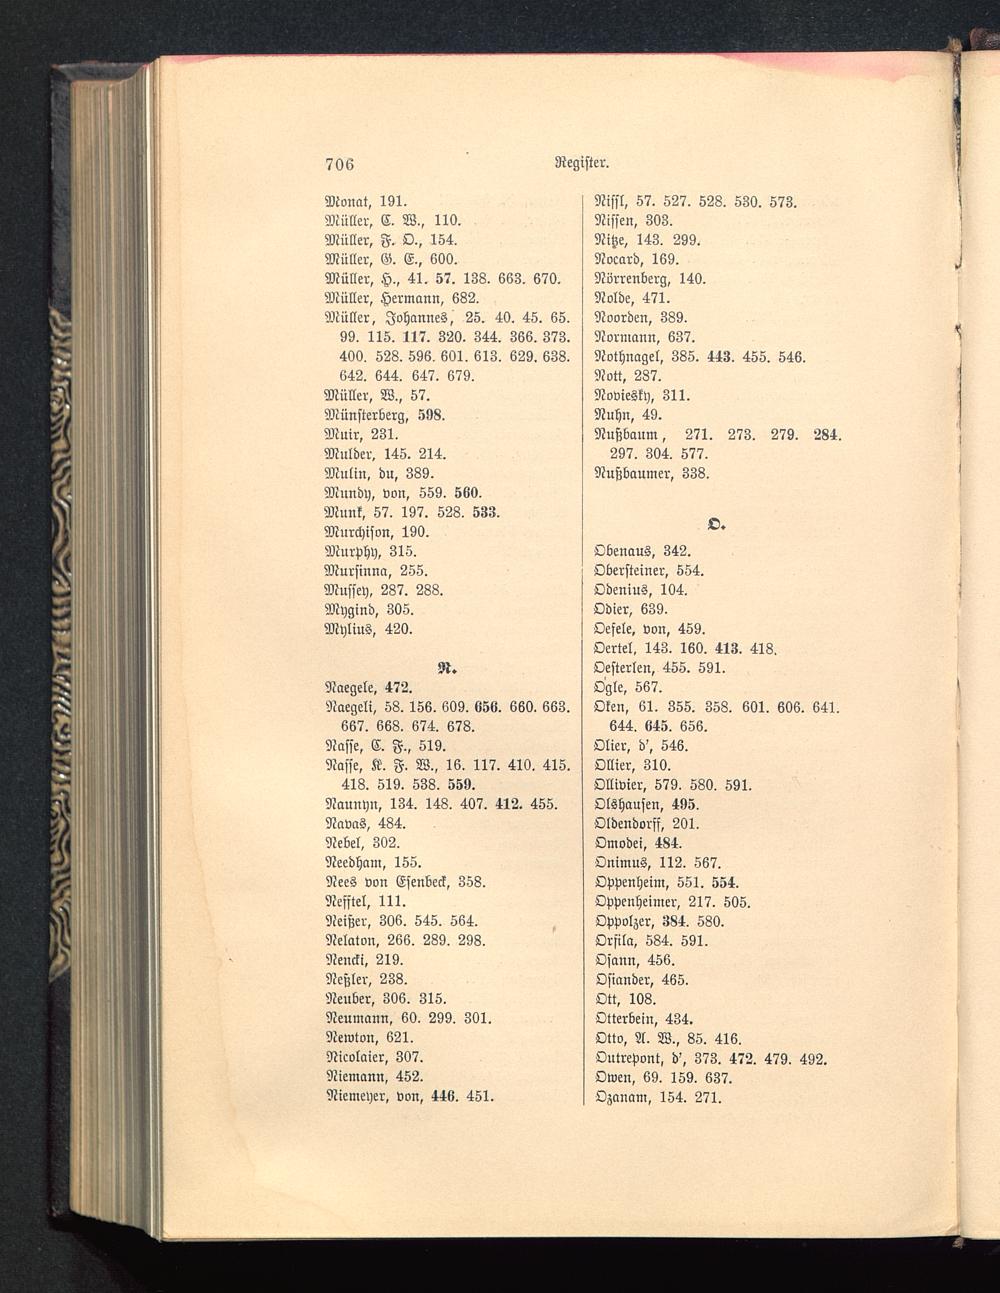 706
Regiſter.
Monat, 191.
Müller, C. W., 110.
Müller, F. O., 154.
Müller, G. E., 600.
Müller, H., 41. 57. 138. 663. 670.
Müller, Hermann, 682.
Müller, Johannes, 25. 40. 45. 65.
99. 115. 117. 320. 344. 366. 373.
400. 528. 596. 601. 613. 629. 638.
642. 644. 647. 679.
Müller, W., 57.
Münſterberg, 598.
Muir, 231.
Mulder, 145. 214.
Mulin, du, 389.
Mundy, von, 559. 560.
Munk, 57. 197. 528. 533.
Murchiſon, 190.
Murphy, 315.
Murſinna, 255.
Muſſey, 287. 288.
Mygind, 305.
Mylius, 420.
N.
Naegele, 472.
Naegeli, 58. 156. 609. 656. 660. 663.
667. 668. 674. 678.
Naſſe, C. F., 519.
Naſſe, K. F. W., 16. 117. 410. 415.
418. 519. 538. 559.
Naunyn, 134. 148. 407. 412. 455.
Navas, 484.
Nebel, 302.
Needham, 155.
Nees von Eſenbeck, 358.
Nefftel, 111.
Neißer, 306. 545. 564.
Nelaton, 266. 289. 298.
Nencki, 219.
Neßler, 238.
Neuber, 306. 315.
Neumann, 60. 299. 301.
Newton, 621.
Nicolaier, 307.
Niemann, 452.
Niemeyer, von, 446. 451.
Niſſl, 57. 527. 528. 530. 573.
Niſſen, 303.
Nitze, 143. 299.
Nocard, 169.
Nörrenberg, 140.
Nolde, 471.
Noorden, 389.
Normann, 637.
Nothnagel, 385. 443. 455. 546.
Nott, 287.
Noviesky, 311.
Nuhn, 49.
Nußbaum, 271. 273. 279. 284.
297. 304. 577.
Nußbaumer, 338.
O.
Obenaus, 342.
Oberſteiner, 554.
Odenius, 104.
Odier, 639.
Oefele, von, 459.
Oertel, 143. 160. 413. 418.
Oeſterlen, 455. 591.
Ogle, 567.
Oken, 61. 355. 358. 601. 606. 641.
644. 645. 656.
Olier, d', 546.
Ollier, 310.
Ollivier, 579. 580. 591.
Olshauſen, 495.
Oldendorff, 201.
Omodei, 484.
Onimus, 112. 567.
Oppenheim, 551. 554.
Oppenheimer, 217. 505.
Oppolzer, 384. 580.
Orfila, 584. 591.
Oſann, 456.
Oſiander, 465.
Ott, 108.
Otterbein, 434.
Otto, A. W., 85. 416.
Outrepont, d', 373. 472. 479. 492.
Owen, 69. 159. 637.
Ozanam, 154. 271.